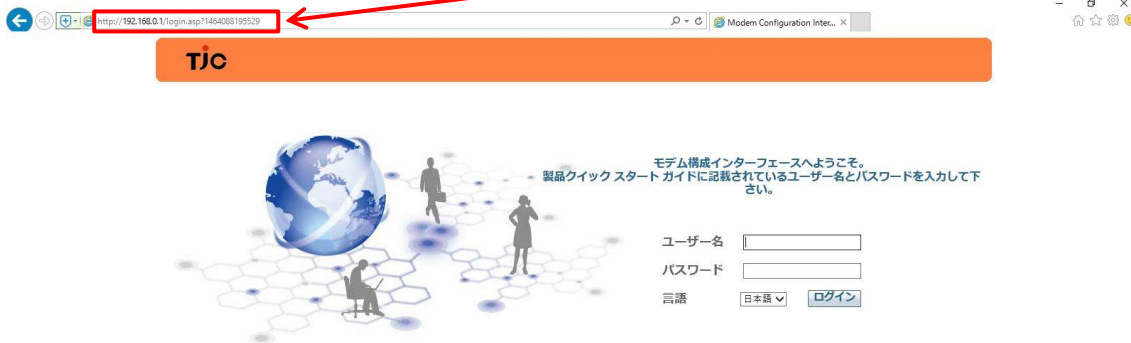 http://192.168.0.1/login.asp?1464088195529
Modem Configuration Inter...
TJC
モデム構成インターフェースへようこそ。
製品クイック スタート ガイドに記載されているユーザー名とパスワードを入力して下
さい。
ユーザー名
パスワード
言語 日本語 ログイン